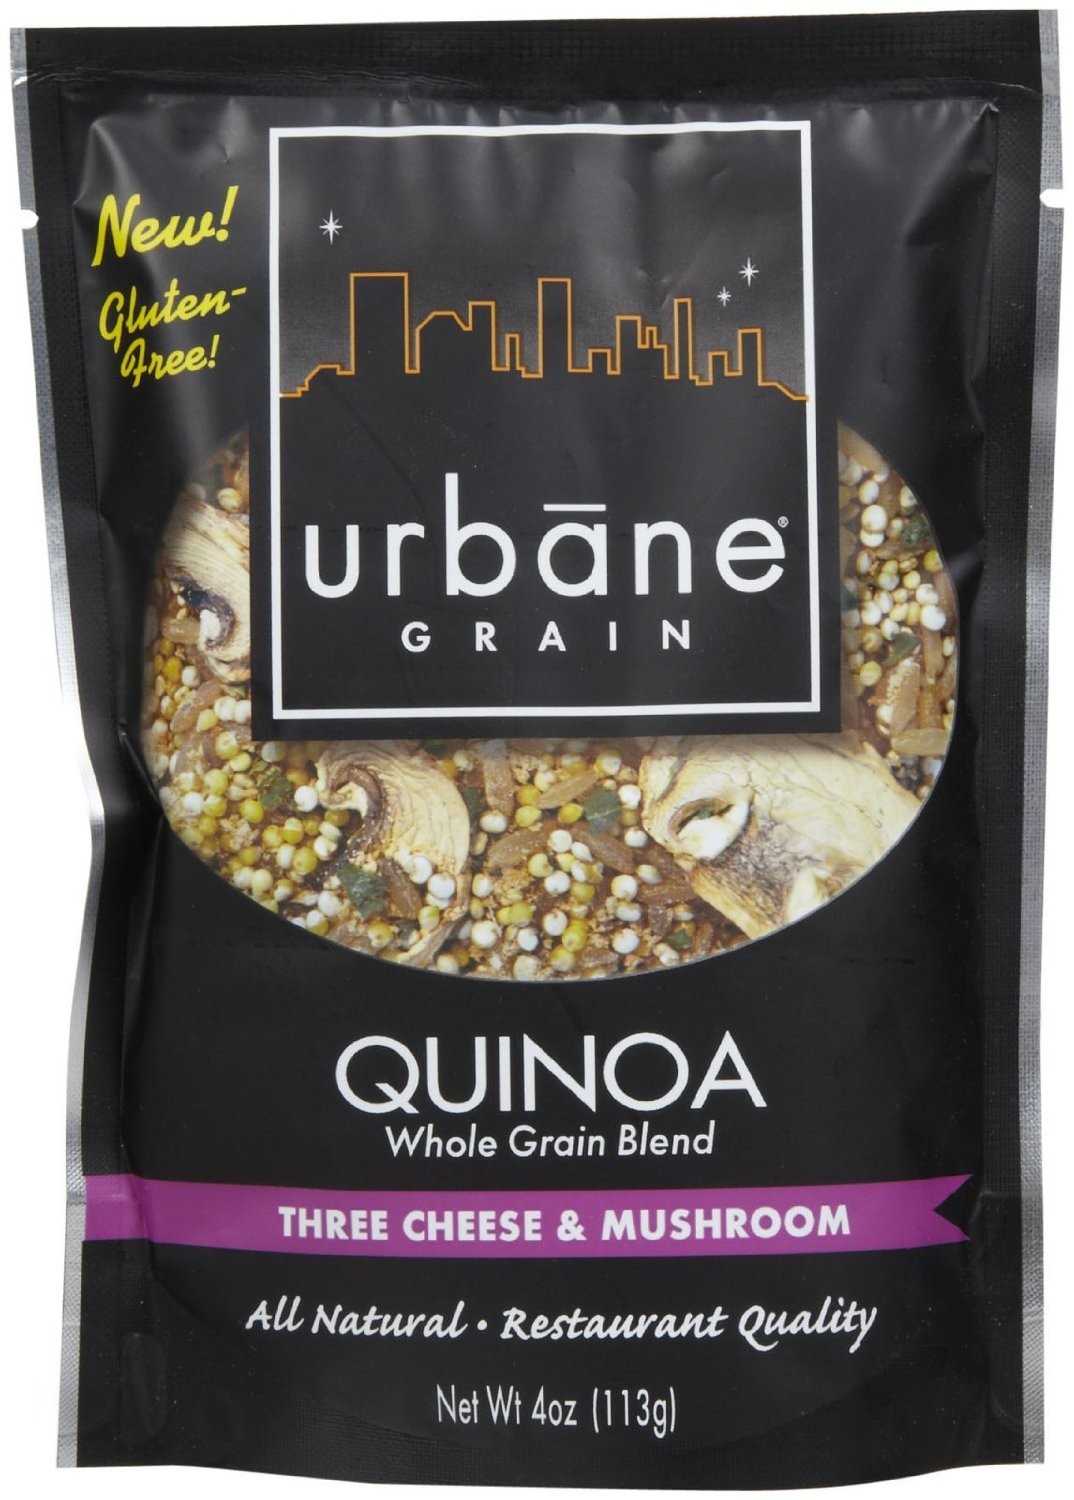 New!
Gluten-
Free!
urbāne®
GRAIN
QUINOA
Whole Grain Blend
THREE CHEESE & MUSHROOM
All Natural • Restaurant Quality
Net Wt 4oz (113g)